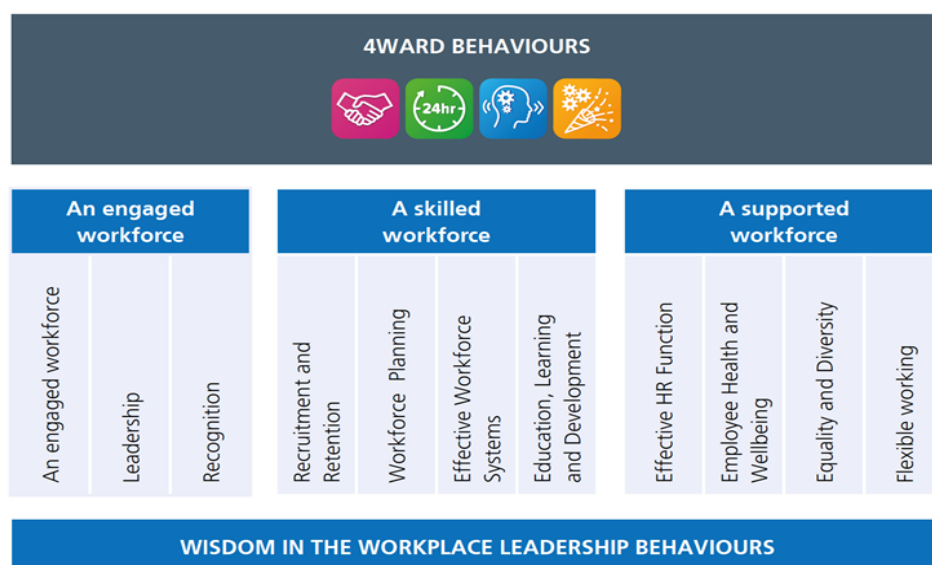 4WARD BEHAVIOURS
24hr
An engaged
workforce
An engaged workforce
Leadership
Recognition
A skilled
workforce
Recruitment and
Retention
Workforce Planning
Effective Workforce
Systems
Education, Learning
and Development
A supported
workforce
Effective HR Function
Employee Health and
Wellbeing
Equality and Diversity
Flexible working
WISDOM IN THE WORKPLACE LEADERSHIP BEHAVIOURS